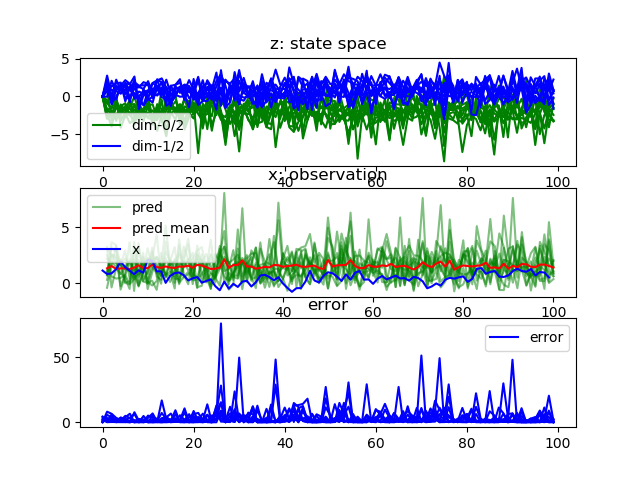 z: state space
5
0
−5
dim-0/2
dim-1/2
0
20
40
60
80
100
x: observation
5
0
pred
pred_mean
x
0
20
40
60
80
100
error
50
0
error
0
20
40
60
80
100